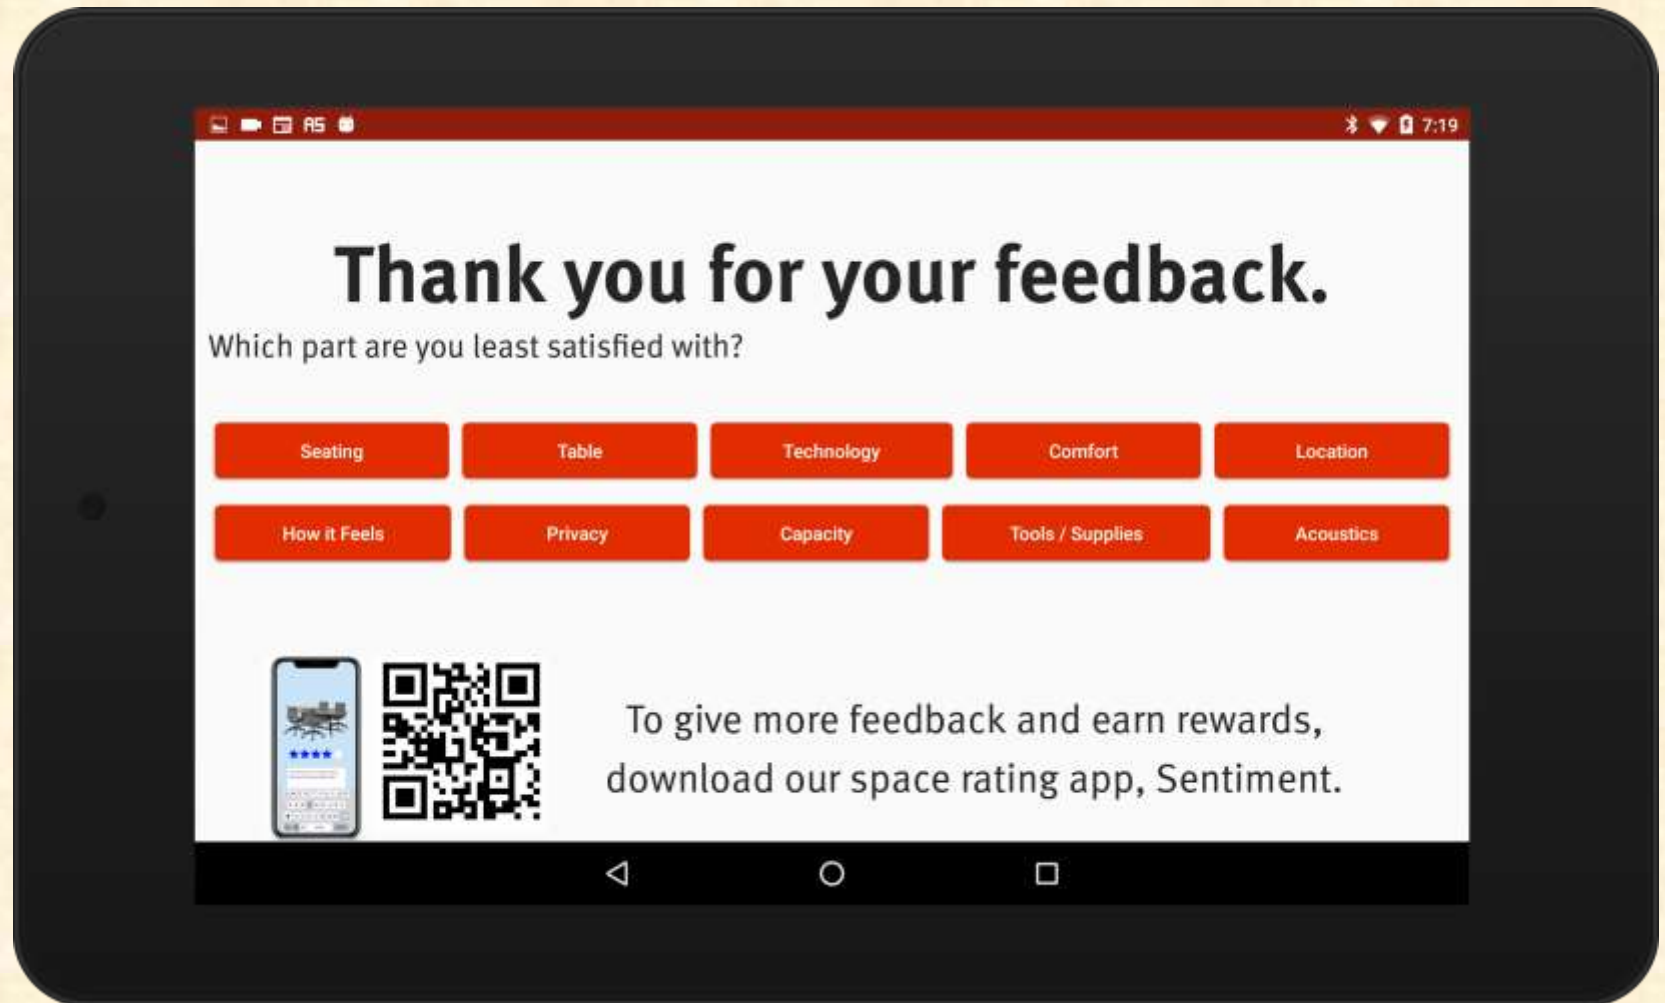 7:19
Thank you for your feedback.
Which part are you least satisfied with?
Seating Table Technology Comfort Location
How it Feels Privacy Capacity Tools / Supplies Acoustics
To give more feedback and earn rewards,
download our space rating app, Sentiment.